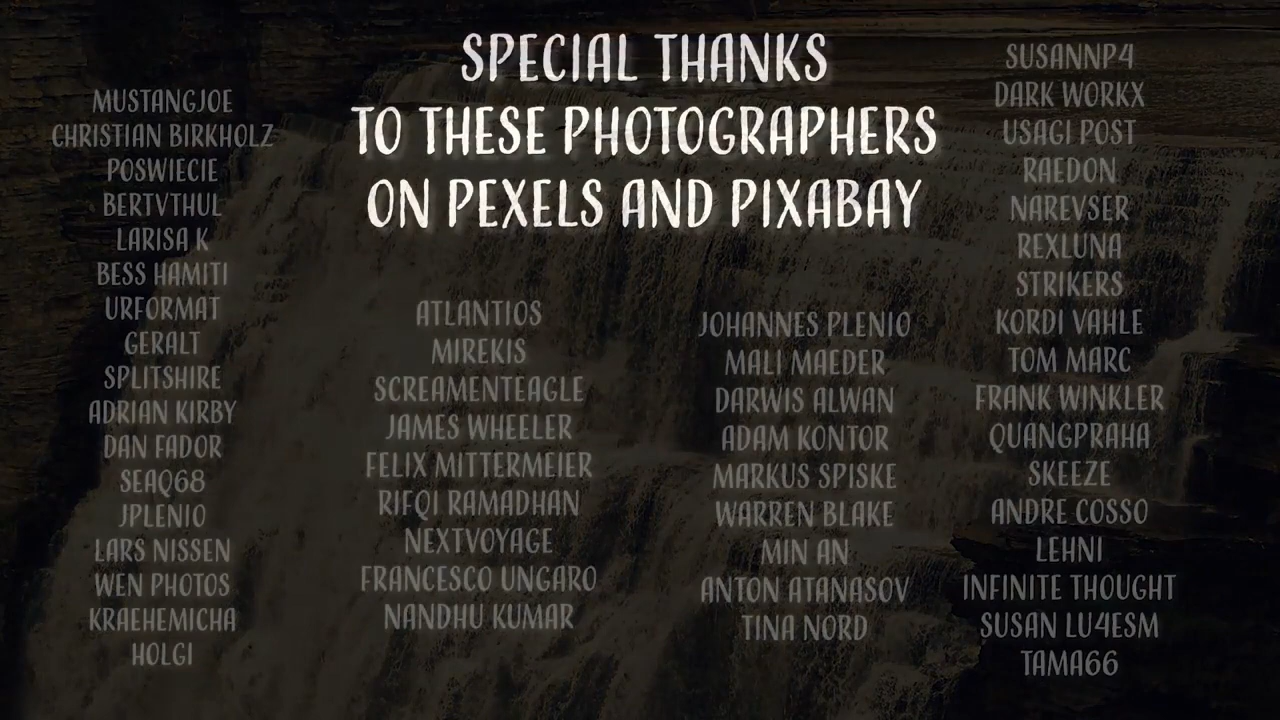 SPECIAL THANKS
TO THESE PHOTOGRAPHERS
ON PEXELS AND PIXABAY
MUSTANGJOE
CHRISTIAN BIRKHOLZ
POSWIECIE
BERTVTHUL
LARISA K
BESS HAMITI
URFORMAT
GERALT
SPLITSHIRE
ADRIAN KIRBY
DAN FADOR
SEAQ68
JPLENIO
LARS NISSEN
WEN PHOTOS
KRAEHEMICHA
HOLGI
ATLANTIOS
MIREKIS
SCREAMENTEAGLE
JAMES WHEELER
FELIX MITTERMEIER
RIFQI RAMADHAN
NEXTVOYAGE
FRANCESCO UNGARO
NANDHU KUMAR
JOHANNES PLENIO
MALI MAEDER
DARWIS ALWAN
ADAM KONTOR
MARKUS SPISKE
WARREN BLAKE
MIN AN
ANTON ATANASOV
TINA NORD
SUSANNP4
DARK WORKX
USAGI POST
RAEDON
NAREVSER
REXLUNA
STRIKERS
KORDI VAHLE
TOM MARC
FRANK WINKLER
QUANGPRAHA
SKEEZE
ANDRE COSSO
LEHNI
INFINITE THOUGHT
SUSAN LU4ESM
TAMA66